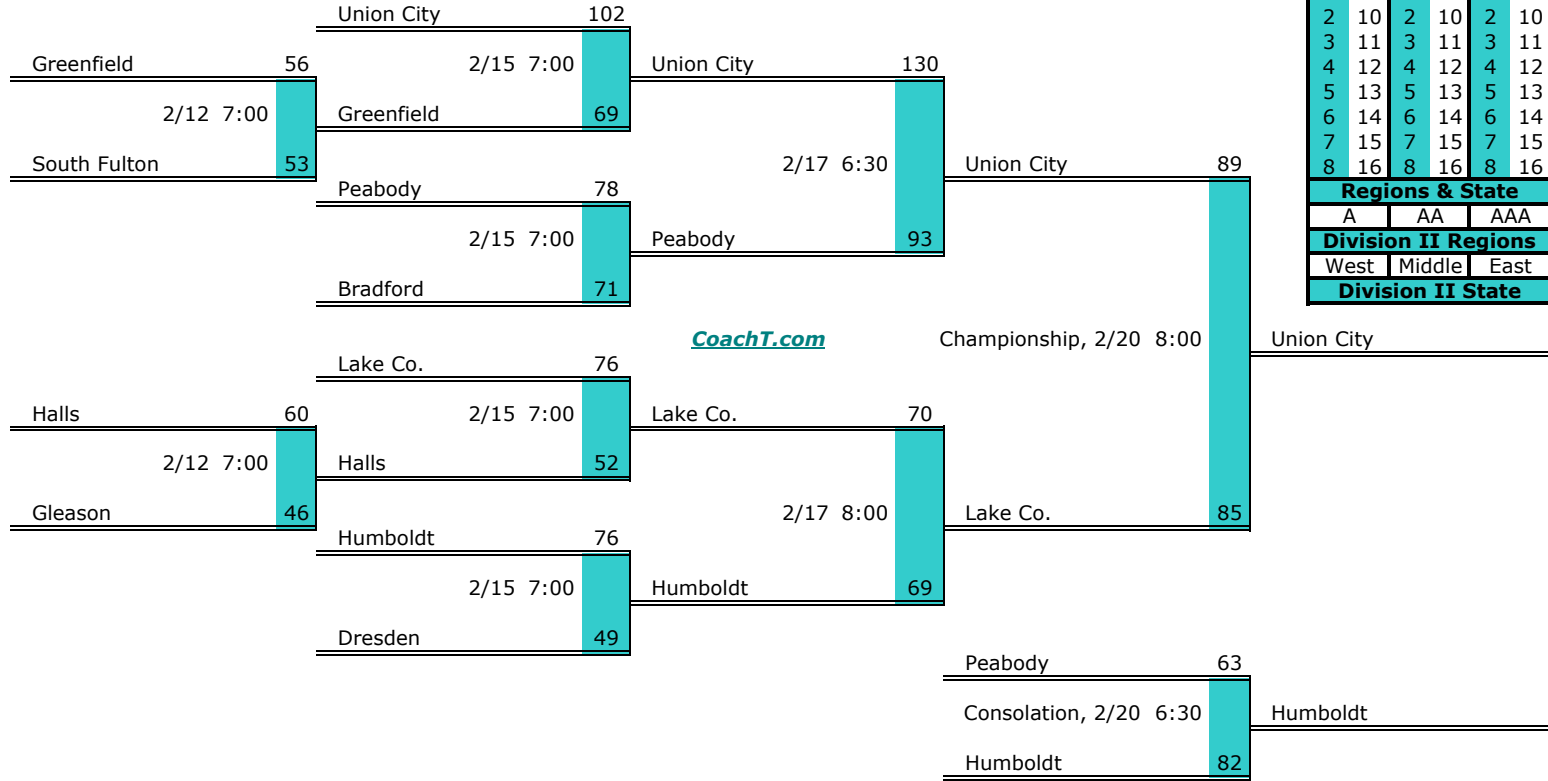 Union City 102
2 10 2 10 2 10
3 11 3 11 3 11
Greenfield 56 2/15 7:00 Union City 130
4 12 4 12 4 12
5 13 5 13 5 13
2/12 7:00 Greenfield 69
6 14 6 14 6 14
7 15 7 15 7 15
South Fulton 53 2/17 6:30 Union City 89
8 16 8 16 8 16
Peabody 78
Regions & State
A AA AAA
2/15 7:00 Peabody 93
Division II Regions
West Middle East
Bradford 71
Division II State
CoachT.com Championship, 2/20 8:00 Union City
Lake Co. 76
Halls 60 2/15 7:00 Lake Co. 70
2/12 7:00 Halls 52
Gleason 46 2/17 8:00 Lake Co. 85
Humboldt 76
2/15 7:00 Humboldt 69
Dresden 49
Peabody 63
Consolation, 2/20 6:30 Humboldt
Humboldt 82